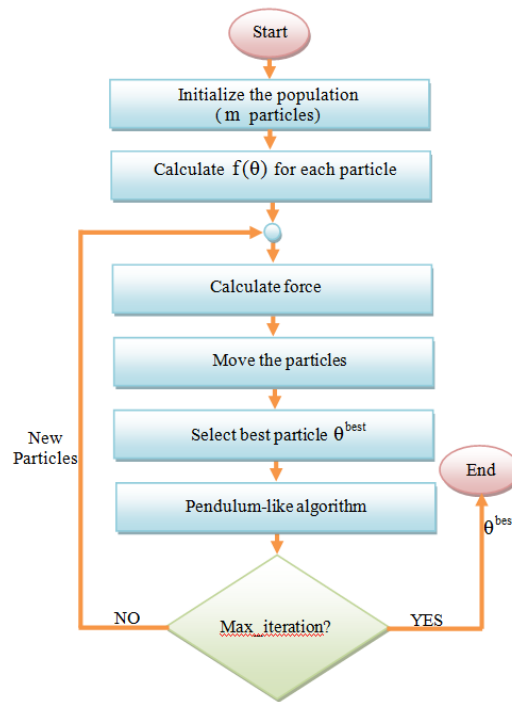 Start
Initialize the population
( m particles)
Calculate f(θ) for each particle
Calculate force
Move the particles
Select best particle θ^best
Pendulum-like algorithm
New
Particles
End
θ^bes
NO
Max_iteration?
YES